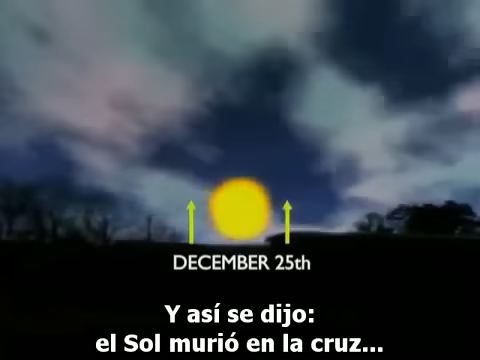 DECEMBER 25th
Y así se dijo:
el Sol murió en la cruz...